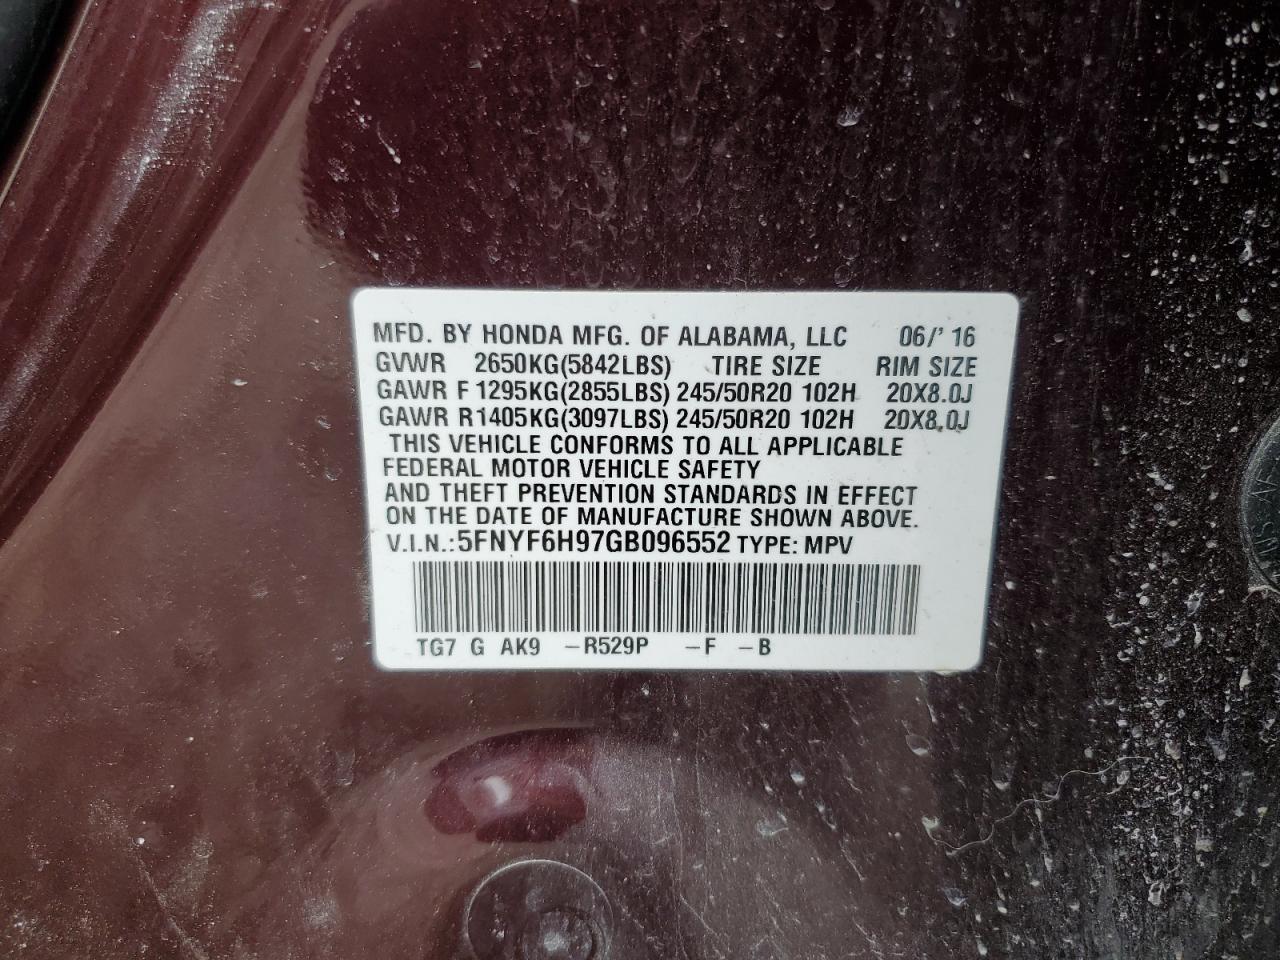 MFD. BY HONDA MFG. OF ALABAMA, LLC 06/' 16
GVWR 2650KG(5842LBS) TIRE SIZE RIM SIZE
GAWR F 1295KG(2855LBS) 245/50R20 102H 20X8.0J
GAWR R1405KG(3097LBS) 245/50R20 102H 20X8.0J
THIS VEHICLE CONFORMS TO ALL APPLICABLE
FEDERAL MOTOR VEHICLE SAFETY
AND THEFT PREVENTION STANDARDS IN EFFECT
ON THE DATE OF MANUFACTURE SHOWN ABOVE.
V.I.N.:5FNYF6H97GB096552 TYPE: MPV
TG7 G AK9 –R529P –F –B